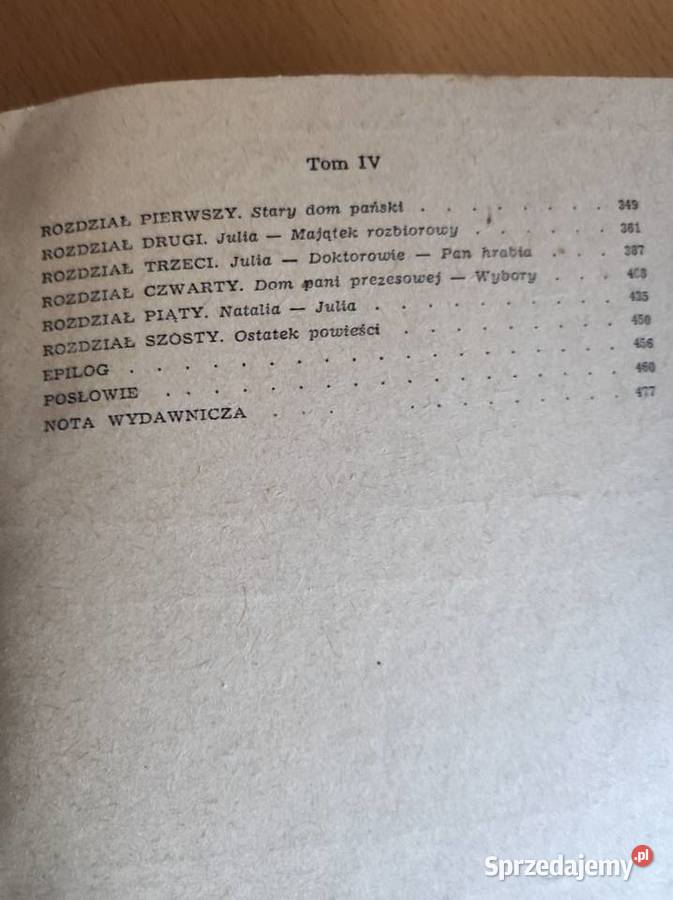 Tom IV
ROZDZIAŁ PIERWSZY. Stary dom pański . . . . . . . . 349
ROZDZIAŁ DRUGI. Julia — Majątek rozbiorowy . . . . . . 361
ROZDZIAŁ TRZECI. Julia — Doktorowie — Pan hrabia . . . 387
ROZDZIAŁ CZWARTY. Dom pani prezesowej — Wybory . . . 408
ROZDZIAŁ PIĄTY. Natalia — Julia . . . . . . . . . . 435
ROZDZIAŁ SZÓSTY. Ostatek powieści . . . . . . . . . 450
EPILOG . . . . . . . . . . . . . . . . . . 456
POSŁOWIE . . . . . . . . . . . . . . . . . 460
NOTA WYDAWNICZA . . . . . . . . . . . . . 477
Sprzedajemy.pl